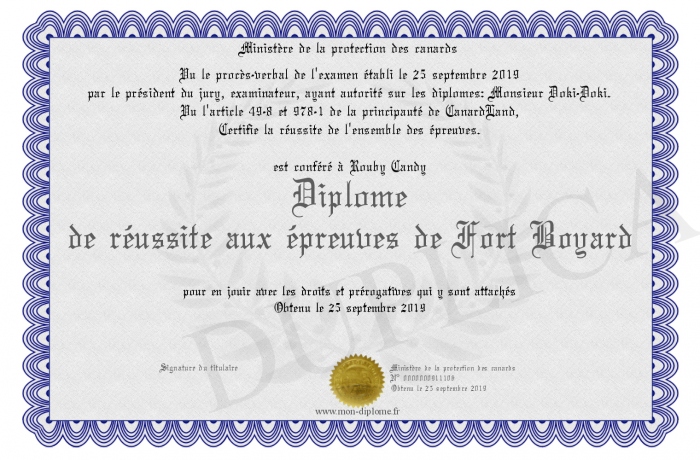 Ministère de la protection des canards
Vu le procès-verbal de l'examen établi le 25 septembre 2019
par le président du jury, examinateur, ayant autorité sur les diplomes: Monsieur Doki-Doki.
Vu l'article 49-8 et 978-1 de la principauté de CanardLand,
Certifie la réussite de l'ensemble des épreuves.
est conféré à Rouby Candy
Diplome
de réussite aux épreuves de Fort Boyard
pour en jouir avec les droits et prérogatives qui y sont attachés
Obtenu le 25 septembre 2019
DUPLICATA
Signature du titulaire
Ministère de la protection des canards
N°
Obtenu le 25 septembre 2019
www.mon-diplome.fr